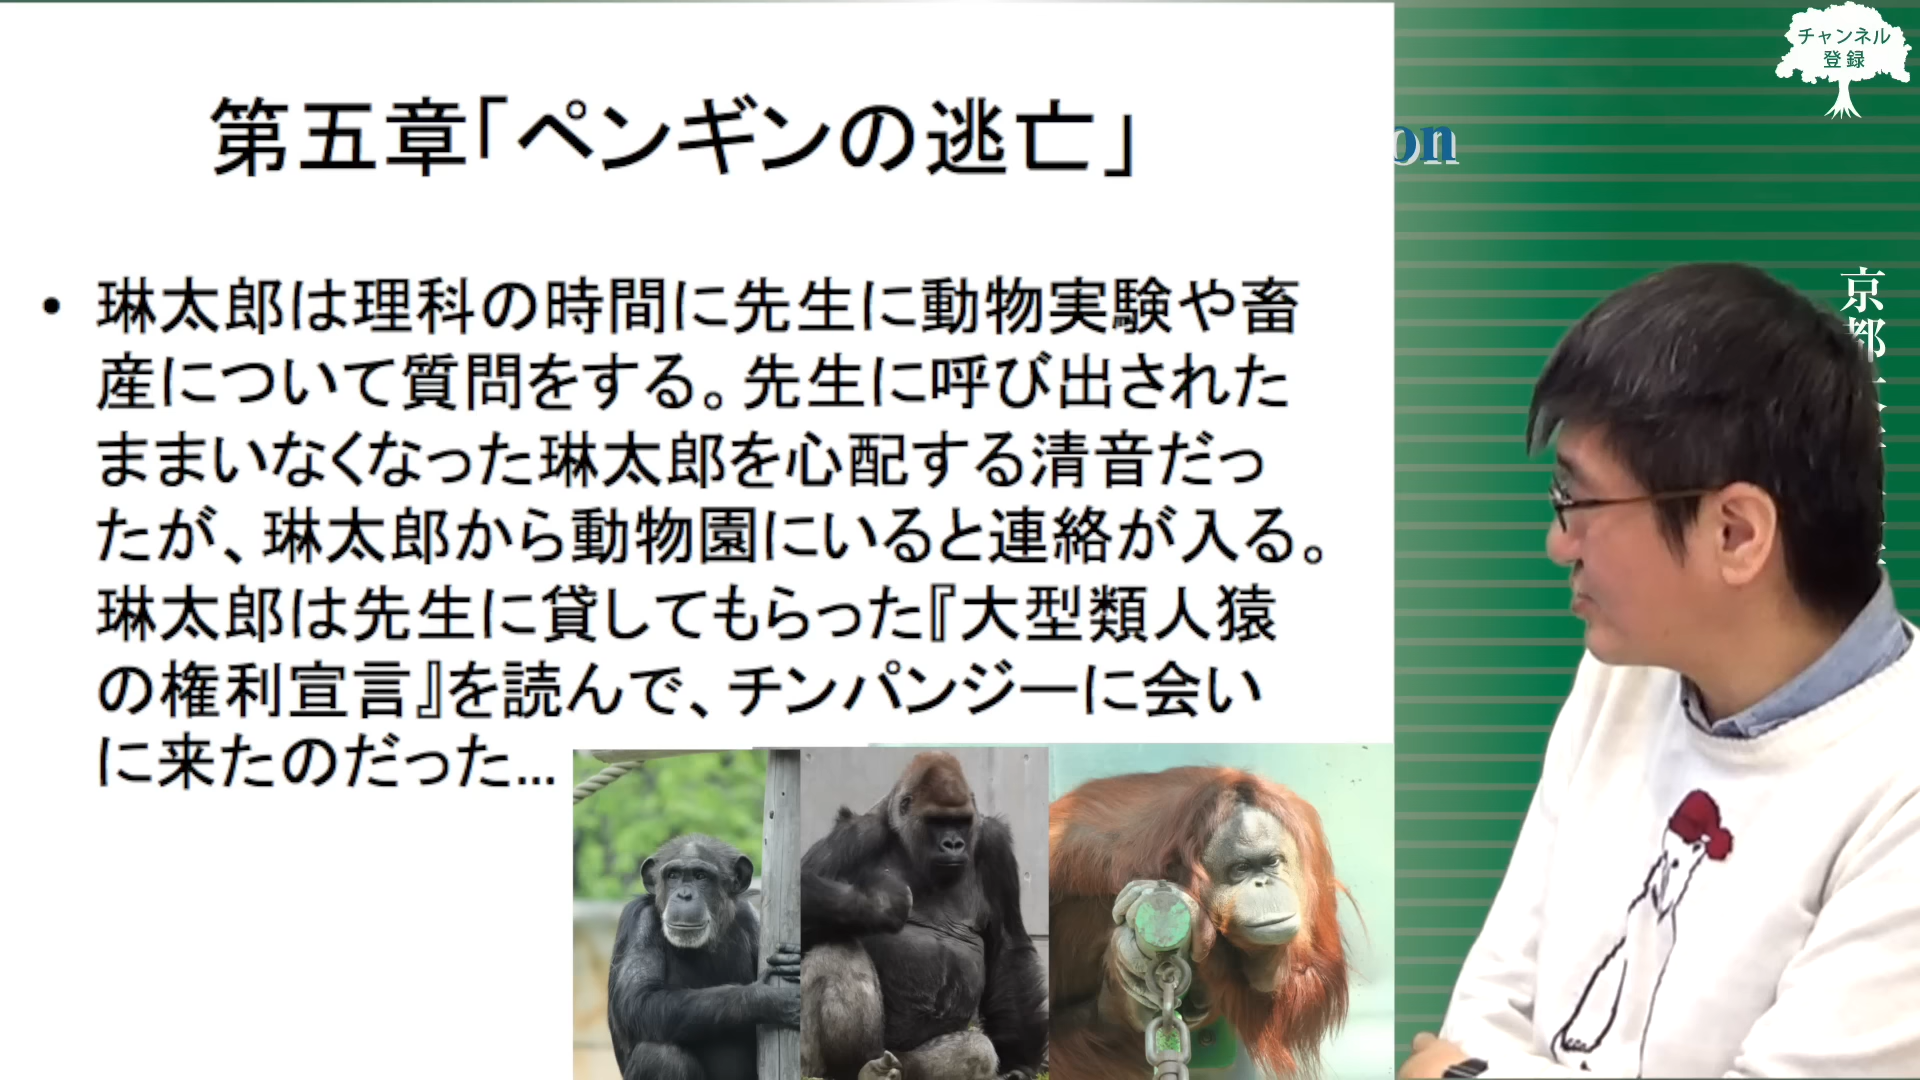 第五章「ペンギンの逃亡」
• 琳太郎は理科の時間に先生に動物実験や畜
産について質問をする。先生に呼び出された
ままいなくなった琳太郎を心配する清音だっ
たが、琳太郎から動物園にいると連絡が入る。
琳太郎は先生に貸してもらった『大型類人猿
の権利宣言』を読んで、チンパンジーに会い
に来たのだった...
on
チャンネル
登録
京都